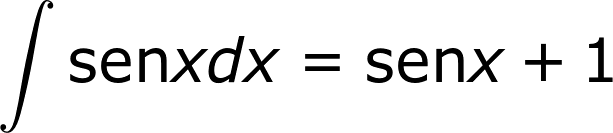 ∫ senxdx = senx + 1